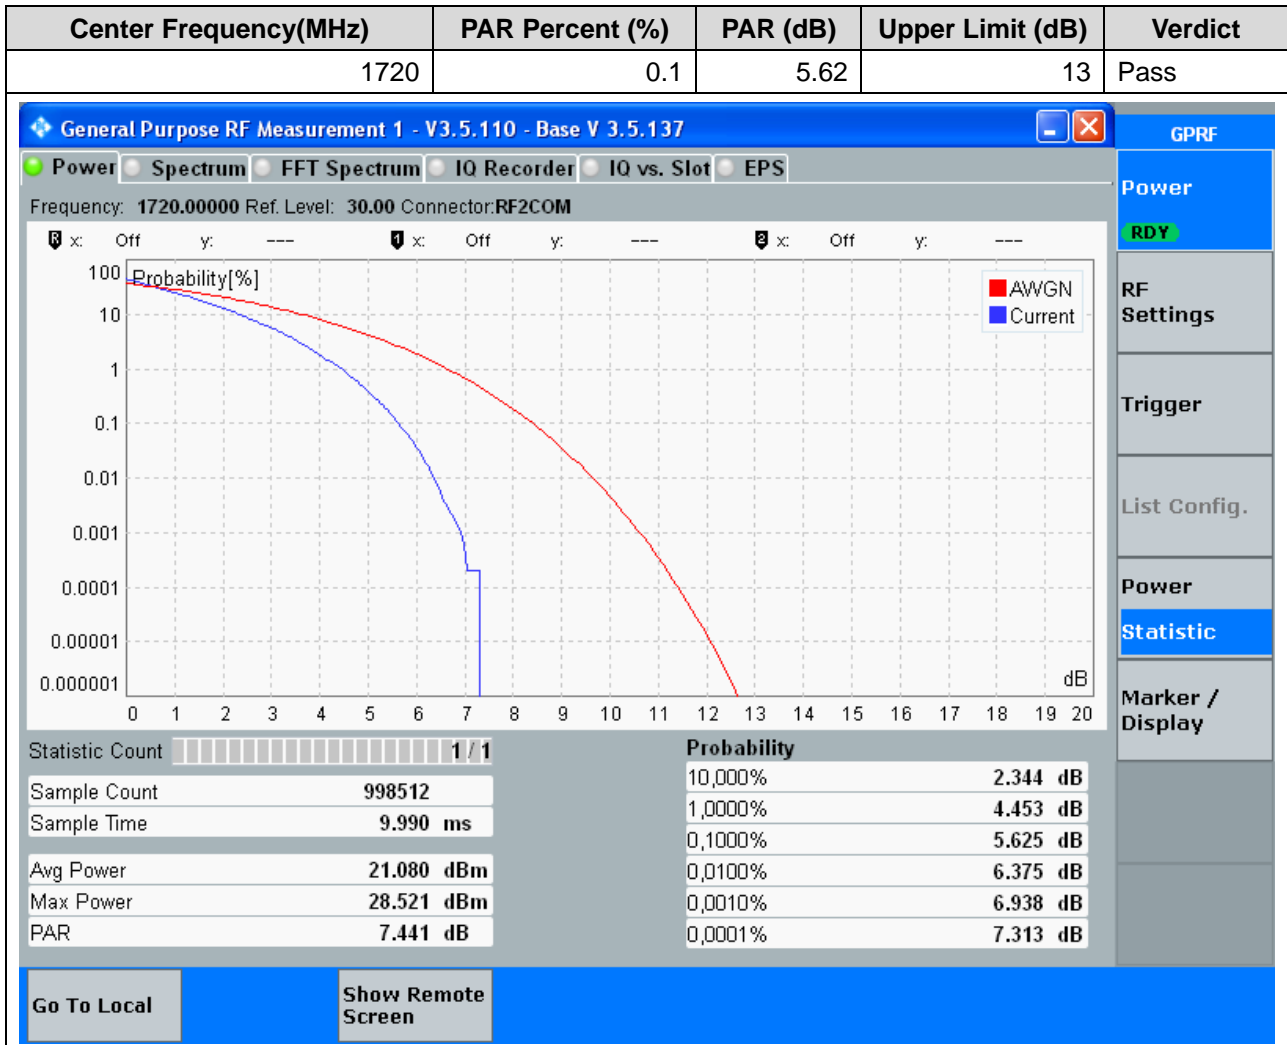 Center Frequency(MHz) PAR Percent (%) PAR (dB) Upper Limit (dB) Verdict
1720 0.1 5.62 13 Pass
General Purpose RF Measurement 1 - V3.5.110 - Base V 3.5.137
GPRF
Power Spectrum FFT Spectrum IQ Recorder IQ vs. Slot EPS
Power
RDY
Frequency: 1720.00000 Ref. Level: 30.00 Connector:RF2COM
R x: Off y: --- 1 x: Off y: --- 2 x: Off y: ---
Probability[%]
AWGN
Current
100
10
1
0.1
0.01
0.001
0.0001
0.00001
0.000001
dB
0 1 2 3 4 5 6 7 8 9 10 11 12 13 14 15 16 17 18 19 20
RF
Settings
Trigger
List Config.
Power
Statistic
Marker /
Display
Statistic Count 1 / 1
Sample Count 998512
Sample Time 9.990 ms
Avg Power 21.080 dBm
Max Power 28.521 dBm
PAR 7.441 dB
Probability
10,000% 2.344 dB
1,0000% 4.453 dB
0,1000% 5.625 dB
0,0100% 6.375 dB
0,0010% 6.938 dB
0,0001% 7.313 dB
Go To Local
Show Remote
Screen